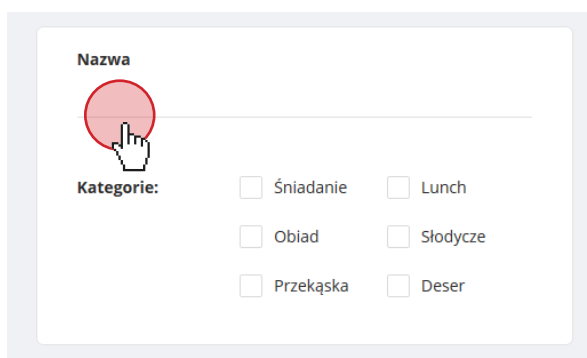 Nazwa
Kategorie: Śniadanie Lunch
Obiad Słodycze
Przekąska Deser